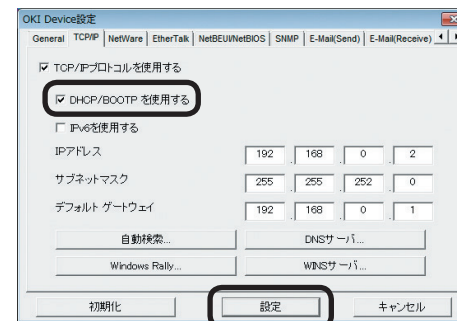 OKI Device設定
General TCP/IP NetWare EtherTalk NetBEUI/NetBIOS SNMP E-Mail(Send) E-Mail(Receive)
TCP/IPプロトコルを使用する
DHCP/BOOTP を使用する
IPv6を使用する
IPアドレス 192 . 168 . 0 . 2
サブネットマスク 255 . 255 . 252 . 0
デフォルト ゲートウェイ 192 . 168 . 0 . 1
自動検索... DNSサーバ...
Windows Rally... WINSサーバ...
初期化 設定 キャンセル